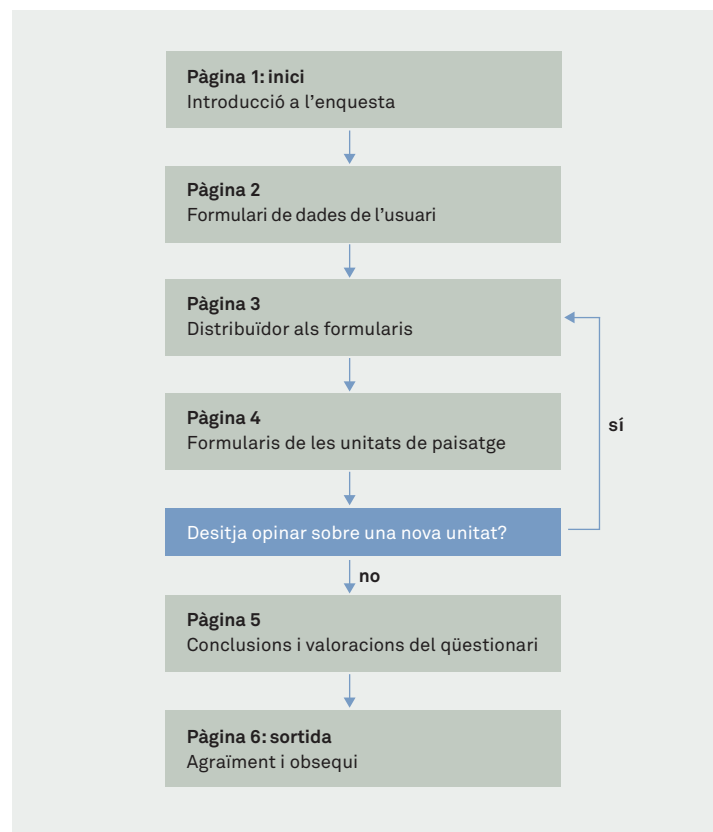 Pàgina 1: inici
Introducció a l’enquesta
Pàgina 2
Formulari de dades de l’usuari
Pàgina 3
Distribuïdor als formularis
Pàgina 4
Formularis de les unitats de paisatge
sí
Desitja opinar sobre una nova unitat?
no
Pàgina 5
Conclusions i valoracions del qüestionari
Pàgina 6: sortida
Agraïment i obsequi